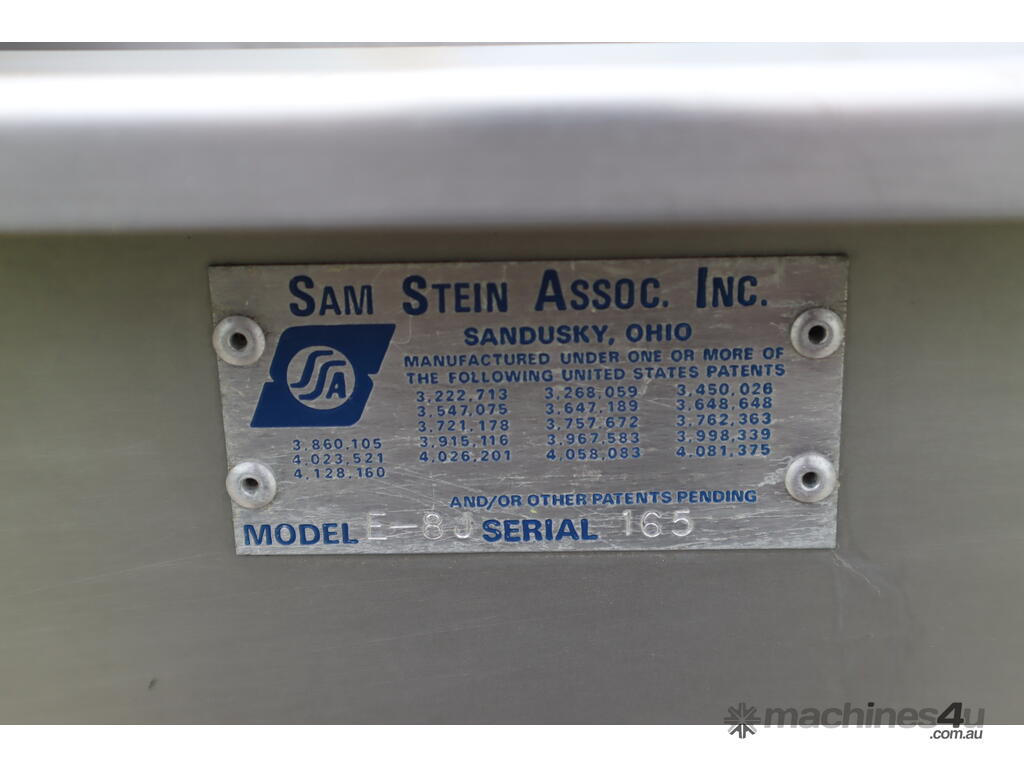 SAM STEIN ASSOC. INC.
SANDUSKY, OHIO
MANUFACTURED UNDER ONE OR MORE OF
THE FOLLOWING UNITED STATES PATENTS
SSA
3,222,713 3,268,059 3,450,026
3,547,075 3,647,189 3,648,648
3,721,178 3,757,672 3,762,363
3,860,105 3,915,116 3,967,583 3,998,339
4,023,521 4,026,201 4,058,083 4,081,375
4,128,160
AND/OR OTHER PATENTS PENDING
MODEL E-8J SERIAL 165
machines4u
.com.au